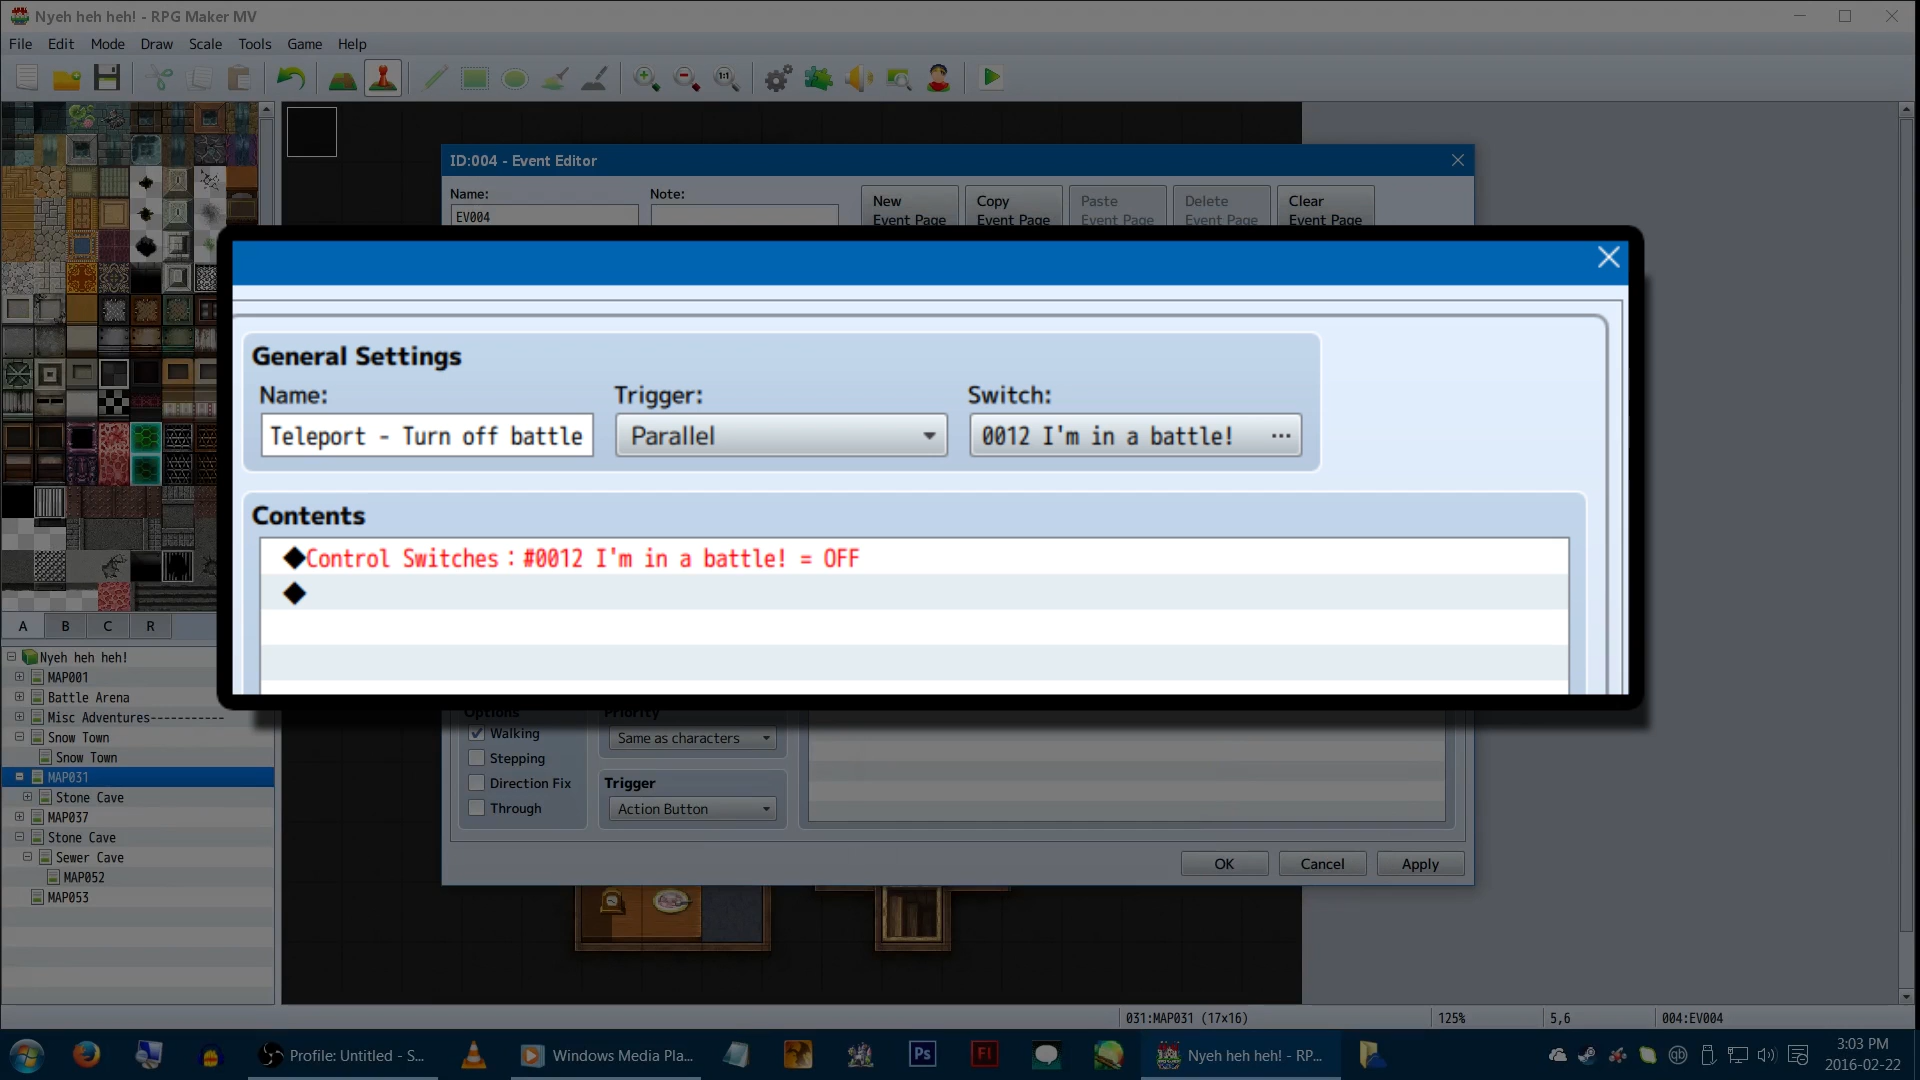 Nyeh heh heh! - RPG Maker MV
File Edit Mode Draw Scale Tools Game Help
ID:004 - Event Editor
Name: Note:
EV004
New Event Page
Copy Event Page
Paste Event Page
Delete Event Page
Clear Event Page
General Settings
Name: Trigger: Switch:
Teleport - Turn off battle Parallel 0012 I'm in a battle! ...
Contents
◆Control Switches：#0012 I'm in a battle! = OFF
◆
A B C R
Nyeh heh heh!
MAP001
Battle Arena
Misc Adventures-----------
Snow Town
Snow Town
MAP031
Stone Cave
MAP037
Stone Cave
Sewer Cave
MAP052
MAP053
Options Priority
Walking
Same as characters
Stepping
Direction Fix
Trigger
Through
Action Button
OK Cancel Apply
031:MAP031 (17x16) 125% 5,6 004:EV004
Profile: Untitled - S...
Windows Media Pla...
Ps
Fl
Nyeh heh heh! - RP...
qb
3:03 PM
2016-02-22